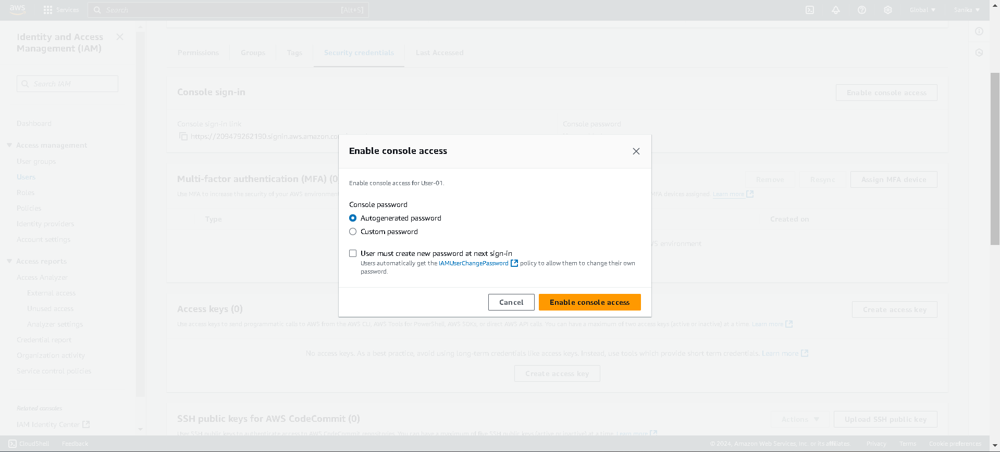 aws
Services
Search
[Alt+S]
Global
Sanika
Identity and Access
Management (IAM)
Search IAM
Dashboard
Access management
User groups
Users
Roles
Policies
Identity providers
Account settings
Access reports
Access Analyzer
External access
Unused access
Analyzer settings
Credential report
Organization activity
Service control policies
Related consoles
IAM Identity Center
Permissions
Groups
Tags
Security credentials
Last Accessed
Console sign-in
Enable console access
Console sign-in link
Console password
https://209479262190.signin.aws.amazon.co
Multi-factor authentication (MFA) (0
Remove
Resync
Assign MFA device
Use MFA to increase the security of your AWS environment
MFA devices assigned. Learn more
Type
Created on
environment
Enable console access
Enable console access for User-01.
Console password
Autogenerated password
Custom password
User must create new password at next sign-in
Users automatically get the IAMUserChangePassword policy to allow them to change their own
password.
Cancel
Enable console access
Access keys (0)
Create access key
Use access keys to send programmatic calls to AWS from the AWS CLI, AWS Tools for PowerShell, AWS SDKs, or direct AWS API calls. You can have a maximum of two access keys (active or inactive) at a time. Learn more
No access keys. As a best practice, avoid using long-term credentials like access keys. Instead, use tools which provide short term credentials. Learn more
Create access key
SSH public keys for AWS CodeCommit (0)
Actions
Upload SSH public key
User SSH public keys to authenticate access to AWS CodeCommit repositories. You can have a maximum of five SSH public keys (active or inactive) at a time. Learn more
CloudShell
Feedback
© 2024, Amazon Web Services, Inc. or its affiliates.
Privacy
Terms
Cookie preferences